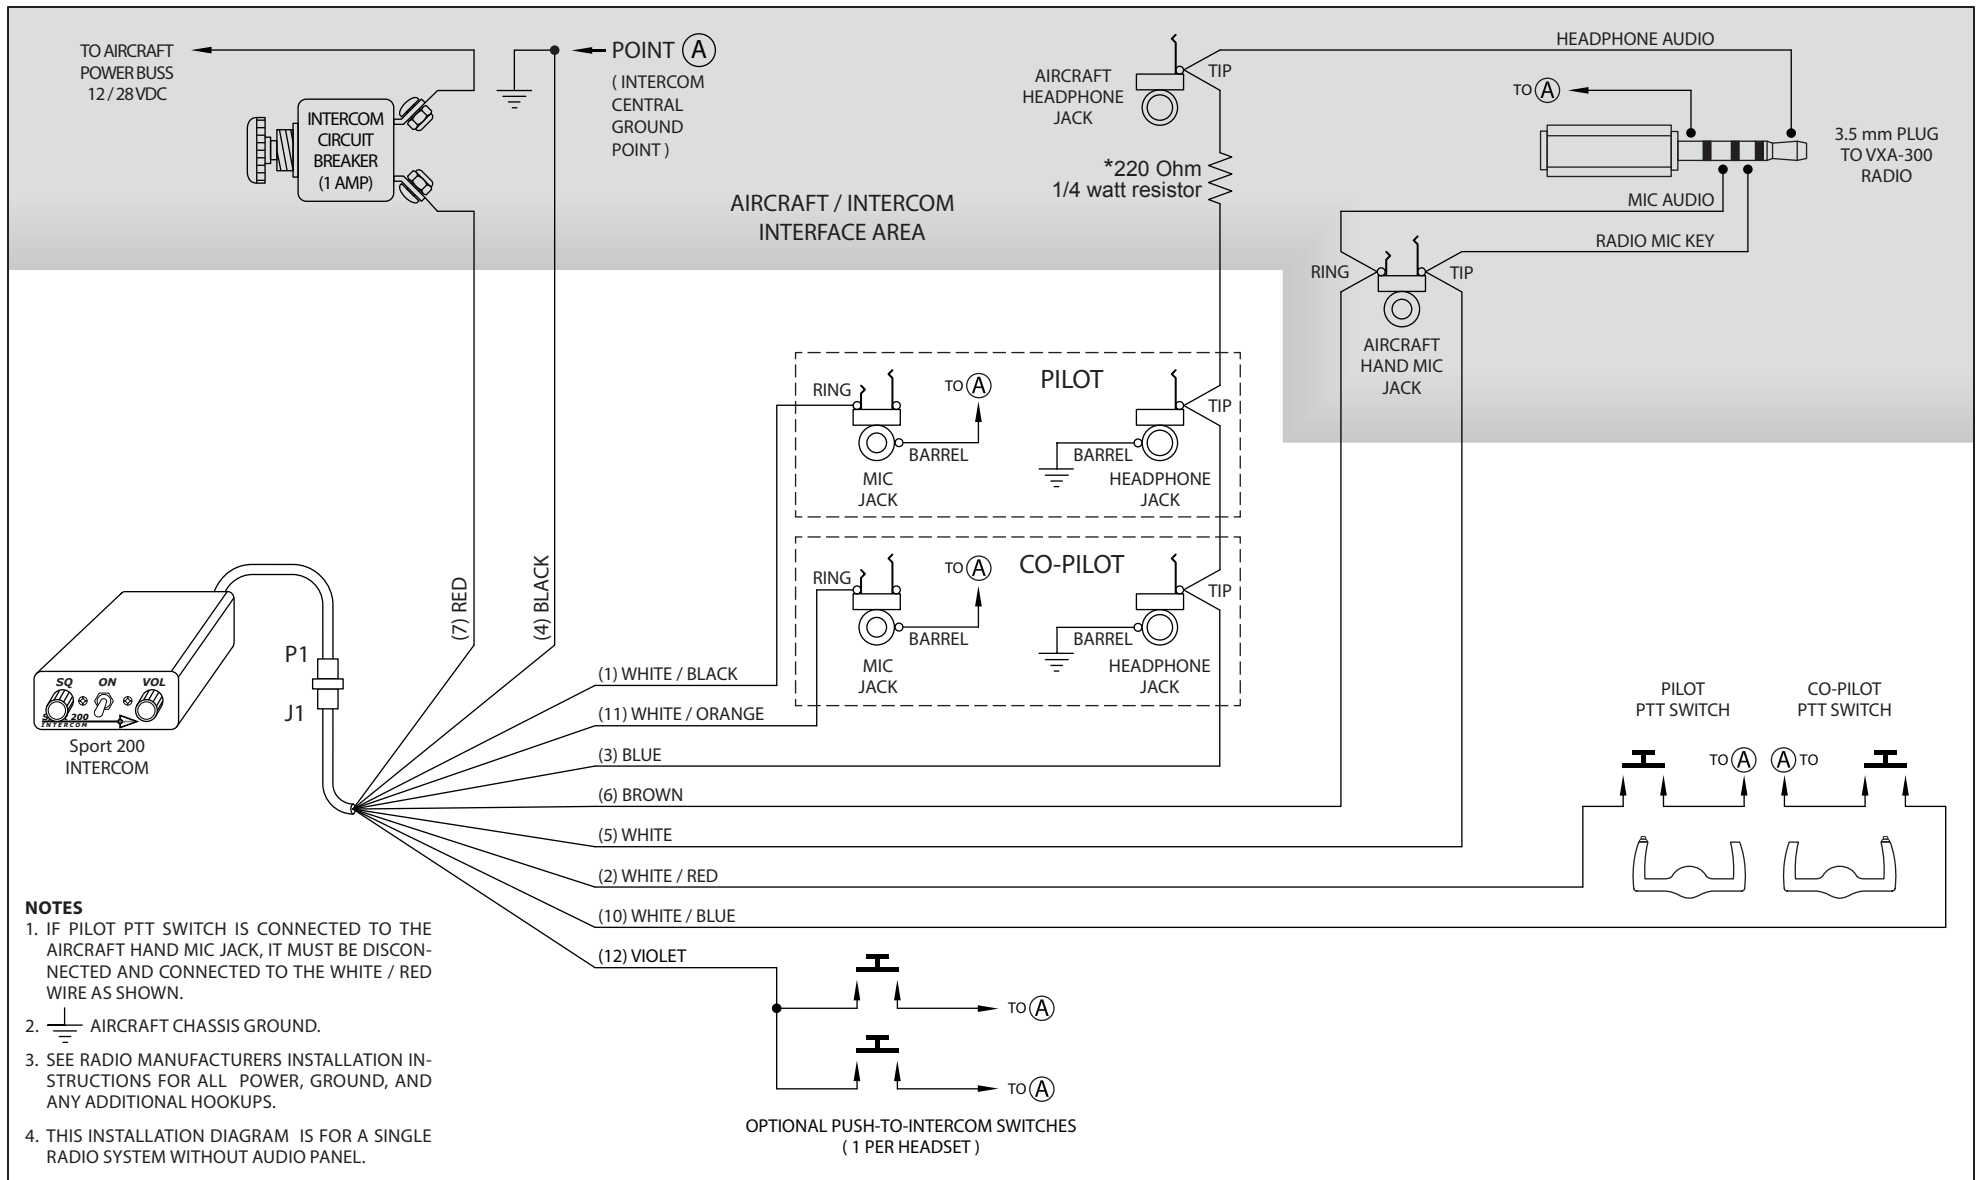 TO AIRCRAFT
POWER BUSS
12 / 28 VDC
INTERCOM
CIRCUIT
BREAKER
(1 AMP)
POINT A
( INTERCOM
CENTRAL
GROUND
POINT )
AIRCRAFT / INTERCOM
INTERFACE AREA
AIRCRAFT
HEADPHONE
JACK
TIP
*220 Ohm
1/4 watt resistor
HEADPHONE AUDIO
TO A
3.5 mm PLUG
TO VXA-300
RADIO
MIC AUDIO
RADIO MIC KEY
RING
TIP
AIRCRAFT
HAND MIC
JACK
PILOT
RING
TO A
TIP
BARREL
BARREL
MIC
JACK
HEADPHONE
JACK
CO-PILOT
RING
TO A
TIP
BARREL
BARREL
MIC
JACK
HEADPHONE
JACK
(7) RED
(4) BLACK
P1
J1
SQ ON VOL
200
INTERCOM
Sport 200
INTERCOM
(1) WHITE / BLACK
(11) WHITE / ORANGE
(3) BLUE
(6) BROWN
(5) WHITE
(2) WHITE / RED
(10) WHITE / BLUE
(12) VIOLET
PILOT
PTT SWITCH
CO-PILOT
PTT SWITCH
TO A
A TO
TO A
TO A
OPTIONAL PUSH-TO-INTERCOM SWITCHES
( 1 PER HEADSET )
NOTES
1. IF PILOT PTT SWITCH IS CONNECTED TO THE
AIRCRAFT HAND MIC JACK, IT MUST BE DISCON-
NECTED AND CONNECTED TO THE WHITE / RED
WIRE AS SHOWN.
2. AIRCRAFT CHASSIS GROUND.
3. SEE RADIO MANUFACTURERS INSTALLATION IN-
STRUCTIONS FOR ALL POWER, GROUND, AND
ANY ADDITIONAL HOOKUPS.
4. THIS INSTALLATION DIAGRAM IS FOR A SINGLE
RADIO SYSTEM WITHOUT AUDIO PANEL.